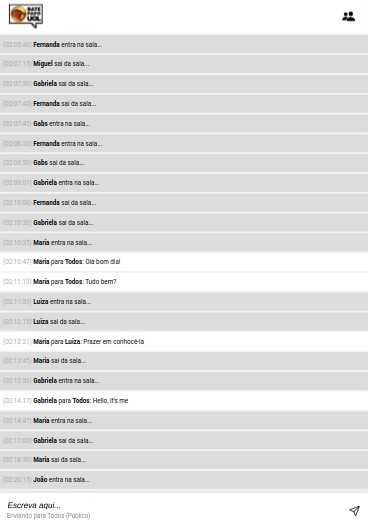 BATE
PAPO
UOL
(02:02:40) Fernanda entra na sala...
(02:07:15) Miguel sai da sala...
(02:07:30) Gabriela sai da sala...
(02:07:45) Fernanda sai da sala...
(02:07:45) Gabs entra na sala...
(02:08:20) Fernanda entra na sala...
(02:08:30) Gabs sai da sala...
(02:09:01) Gabriela entra na sala...
(02:10:00) Fernanda sai da sala...
(02:10:30) Gabriela sai da sala...
(02:10:37) Maria entra na sala...
(02:10:47) Maria para Todos: Olá bom dia!
(02:11:13) Maria para Todos: Tudo bem?
(02:11:33) Luiza entra na sala...
(02:12:15) Luiza sai da sala...
(02:12:21) Maria para Luiza: Prazer em conhocê-la
(02:13:45) Maria sai da sala...
(02:13:56) Gabriela entra na sala...
(02:14:17) Gabriela para Todos: Hello, it's me
(02:14:47) Maria entra na sala...
(02:17:00) Gabriela sai da sala...
(02:18:30) Maria sai da sala...
(02:20:15) João entra na sala...
Escreva aqui...
Enviando para Todos (Público)